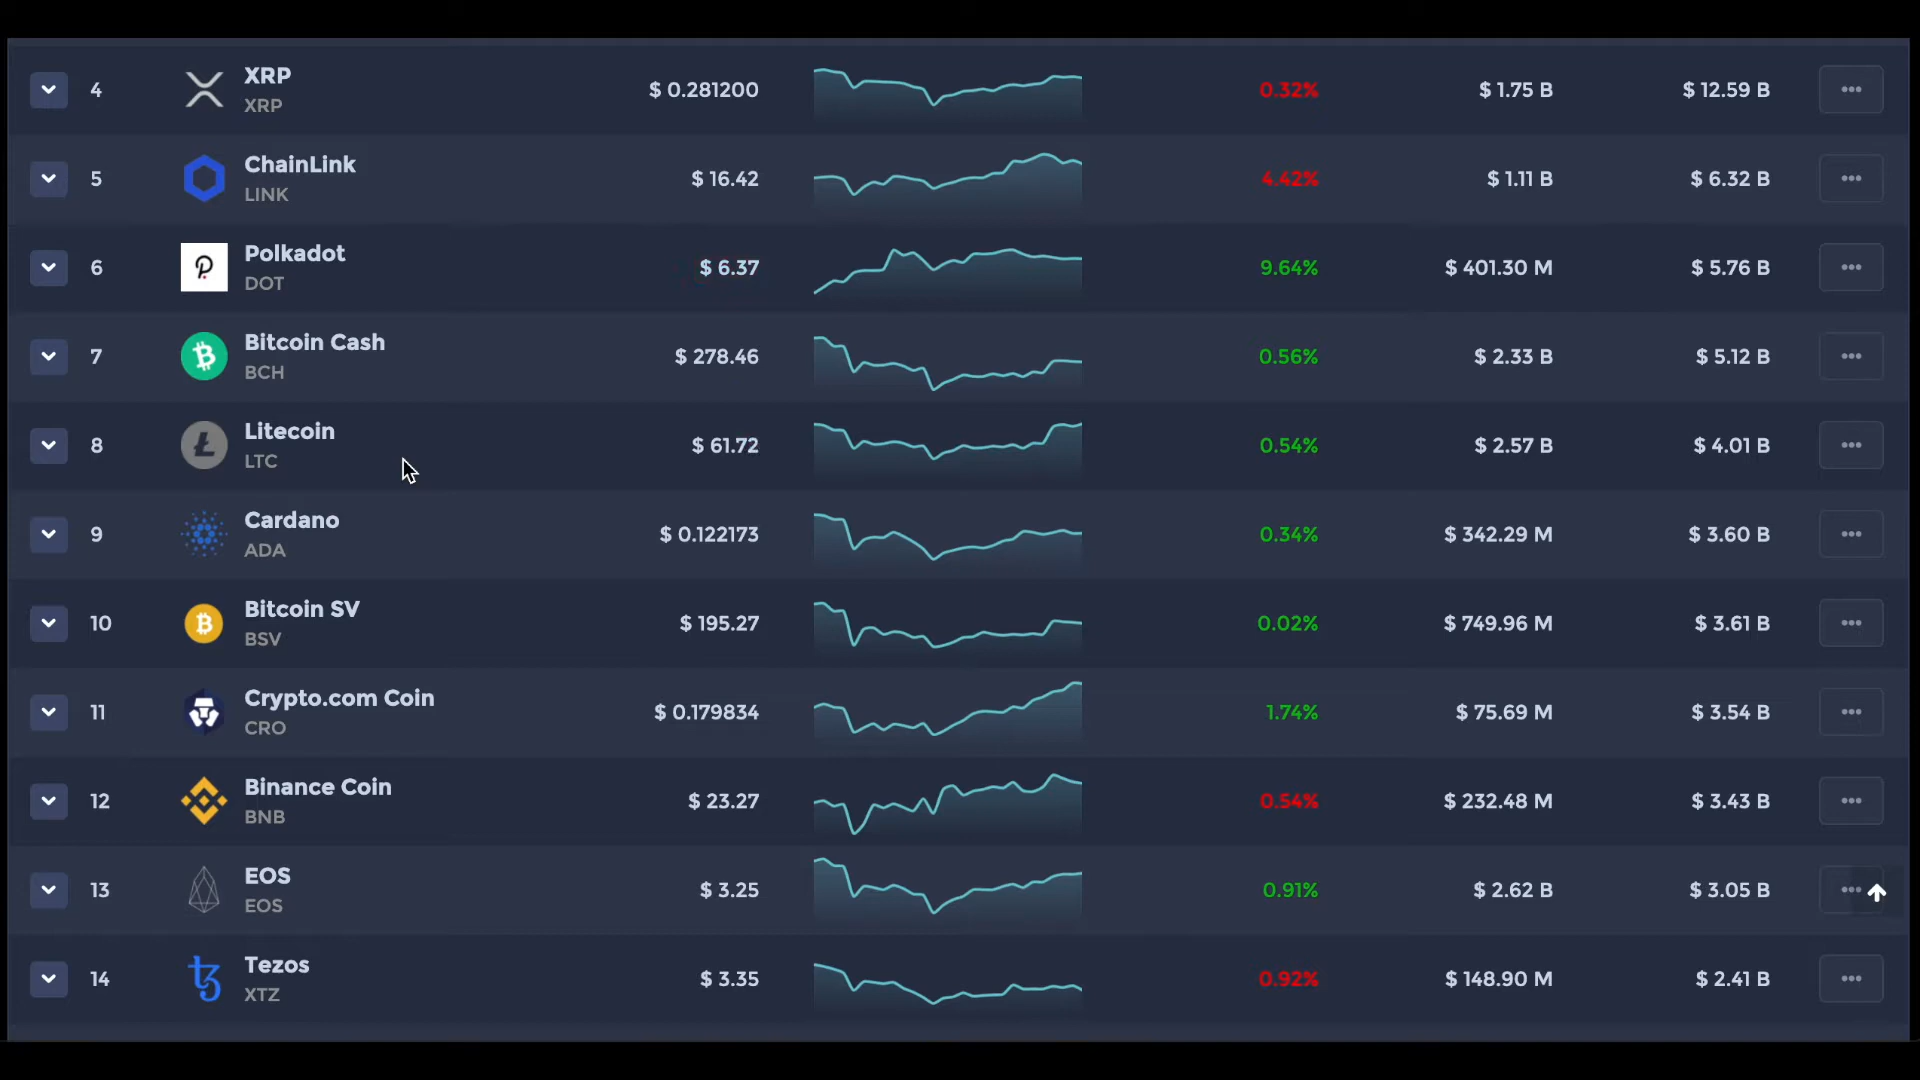 4 XRP $ 0.281200 0.32% $ 1.75 B $ 12.59 B •••
XRP
5 ChainLink $ 16.42 4.42% $ 1.11 B $ 6.32 B •••
LINK
6 Polkadot $ 6.37 9.64% $ 401.30 M $ 5.76 B •••
DOT
7 Bitcoin Cash $ 278.46 0.56% $ 2.33 B $ 5.12 B •••
BCH
8 Litecoin $ 61.72 0.54% $ 2.57 B $ 4.01 B •••
LTC
9 Cardano $ 0.122173 0.34% $ 342.29 M $ 3.60 B •••
ADA
10 Bitcoin SV $ 195.27 0.02% $ 749.96 M $ 3.61 B •••
BSV
11 Crypto.com Coin $ 0.179834 1.74% $ 75.69 M $ 3.54 B •••
CRO
12 Binance Coin $ 23.27 0.54% $ 232.48 M $ 3.43 B •••
BNB
13 EOS $ 3.25 0.91% $ 2.62 B $ 3.05 B •••
EOS
14 Tezos $ 3.35 0.92% $ 148.90 M $ 2.41 B •••
XTZ